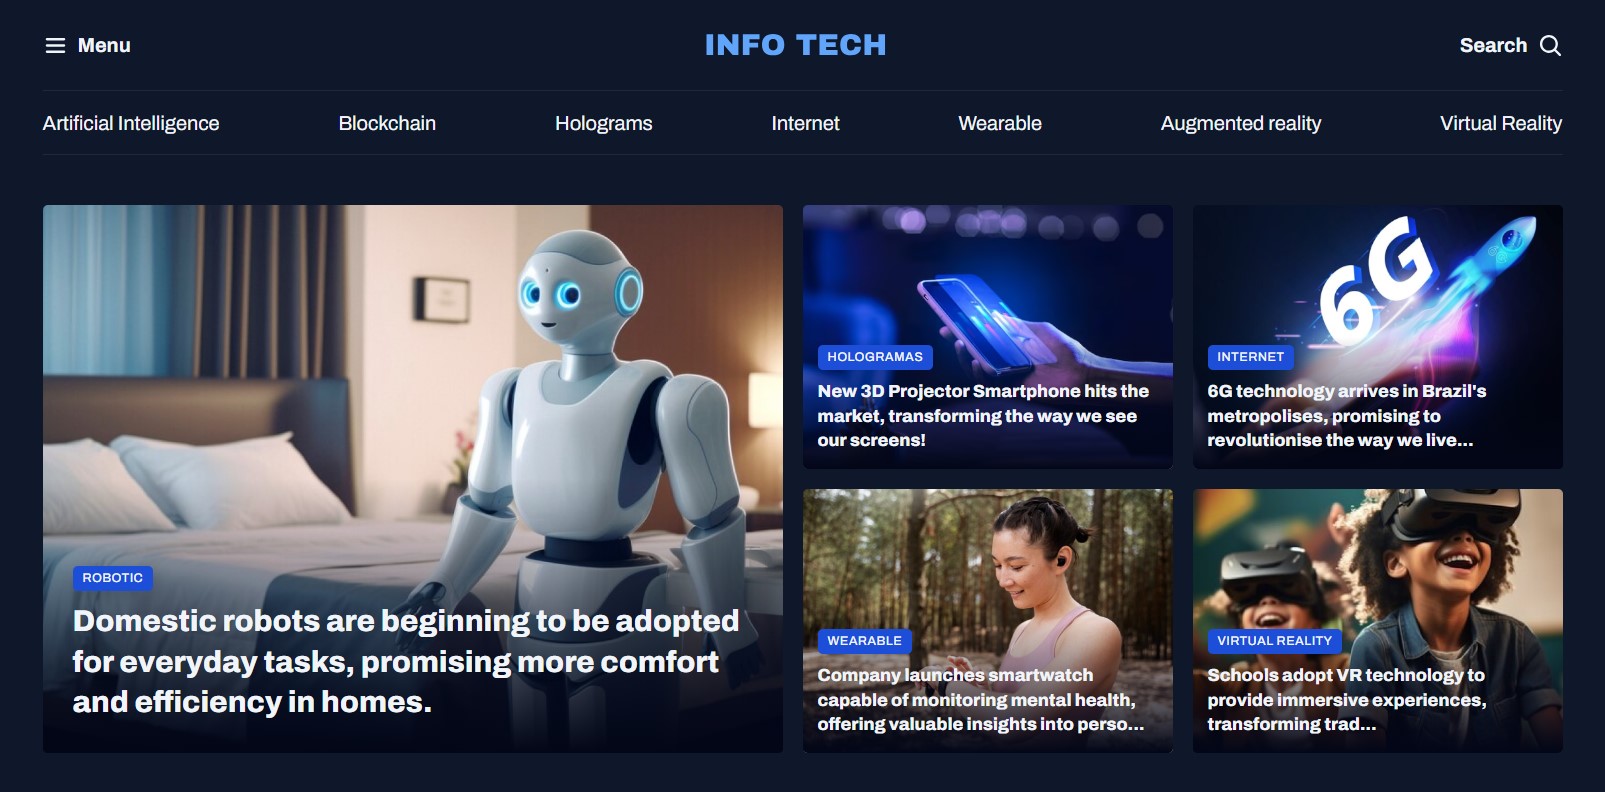 Menu
INFO TECH
Search
Artificial Intelligence
Blockchain
Holograms
Internet
Wearable
Augmented reality
Virtual Reality
ROBOTIC
Domestic robots are beginning to be adopted
for everyday tasks, promising more comfort
and efficiency in homes.
HOLOGRAMAS
New 3D Projector Smartphone hits the
market, transforming the way we see
our screens!
6G
INTERNET
6G technology arrives in Brazil's
metropolises, promising to
revolutionise the way we live...
WEARABLE
Company launches smartwatch
capable of monitoring mental health,
offering valuable insights into perso...
VIRTUAL REALITY
Schools adopt VR technology to
provide immersive experiences,
transforming trad...